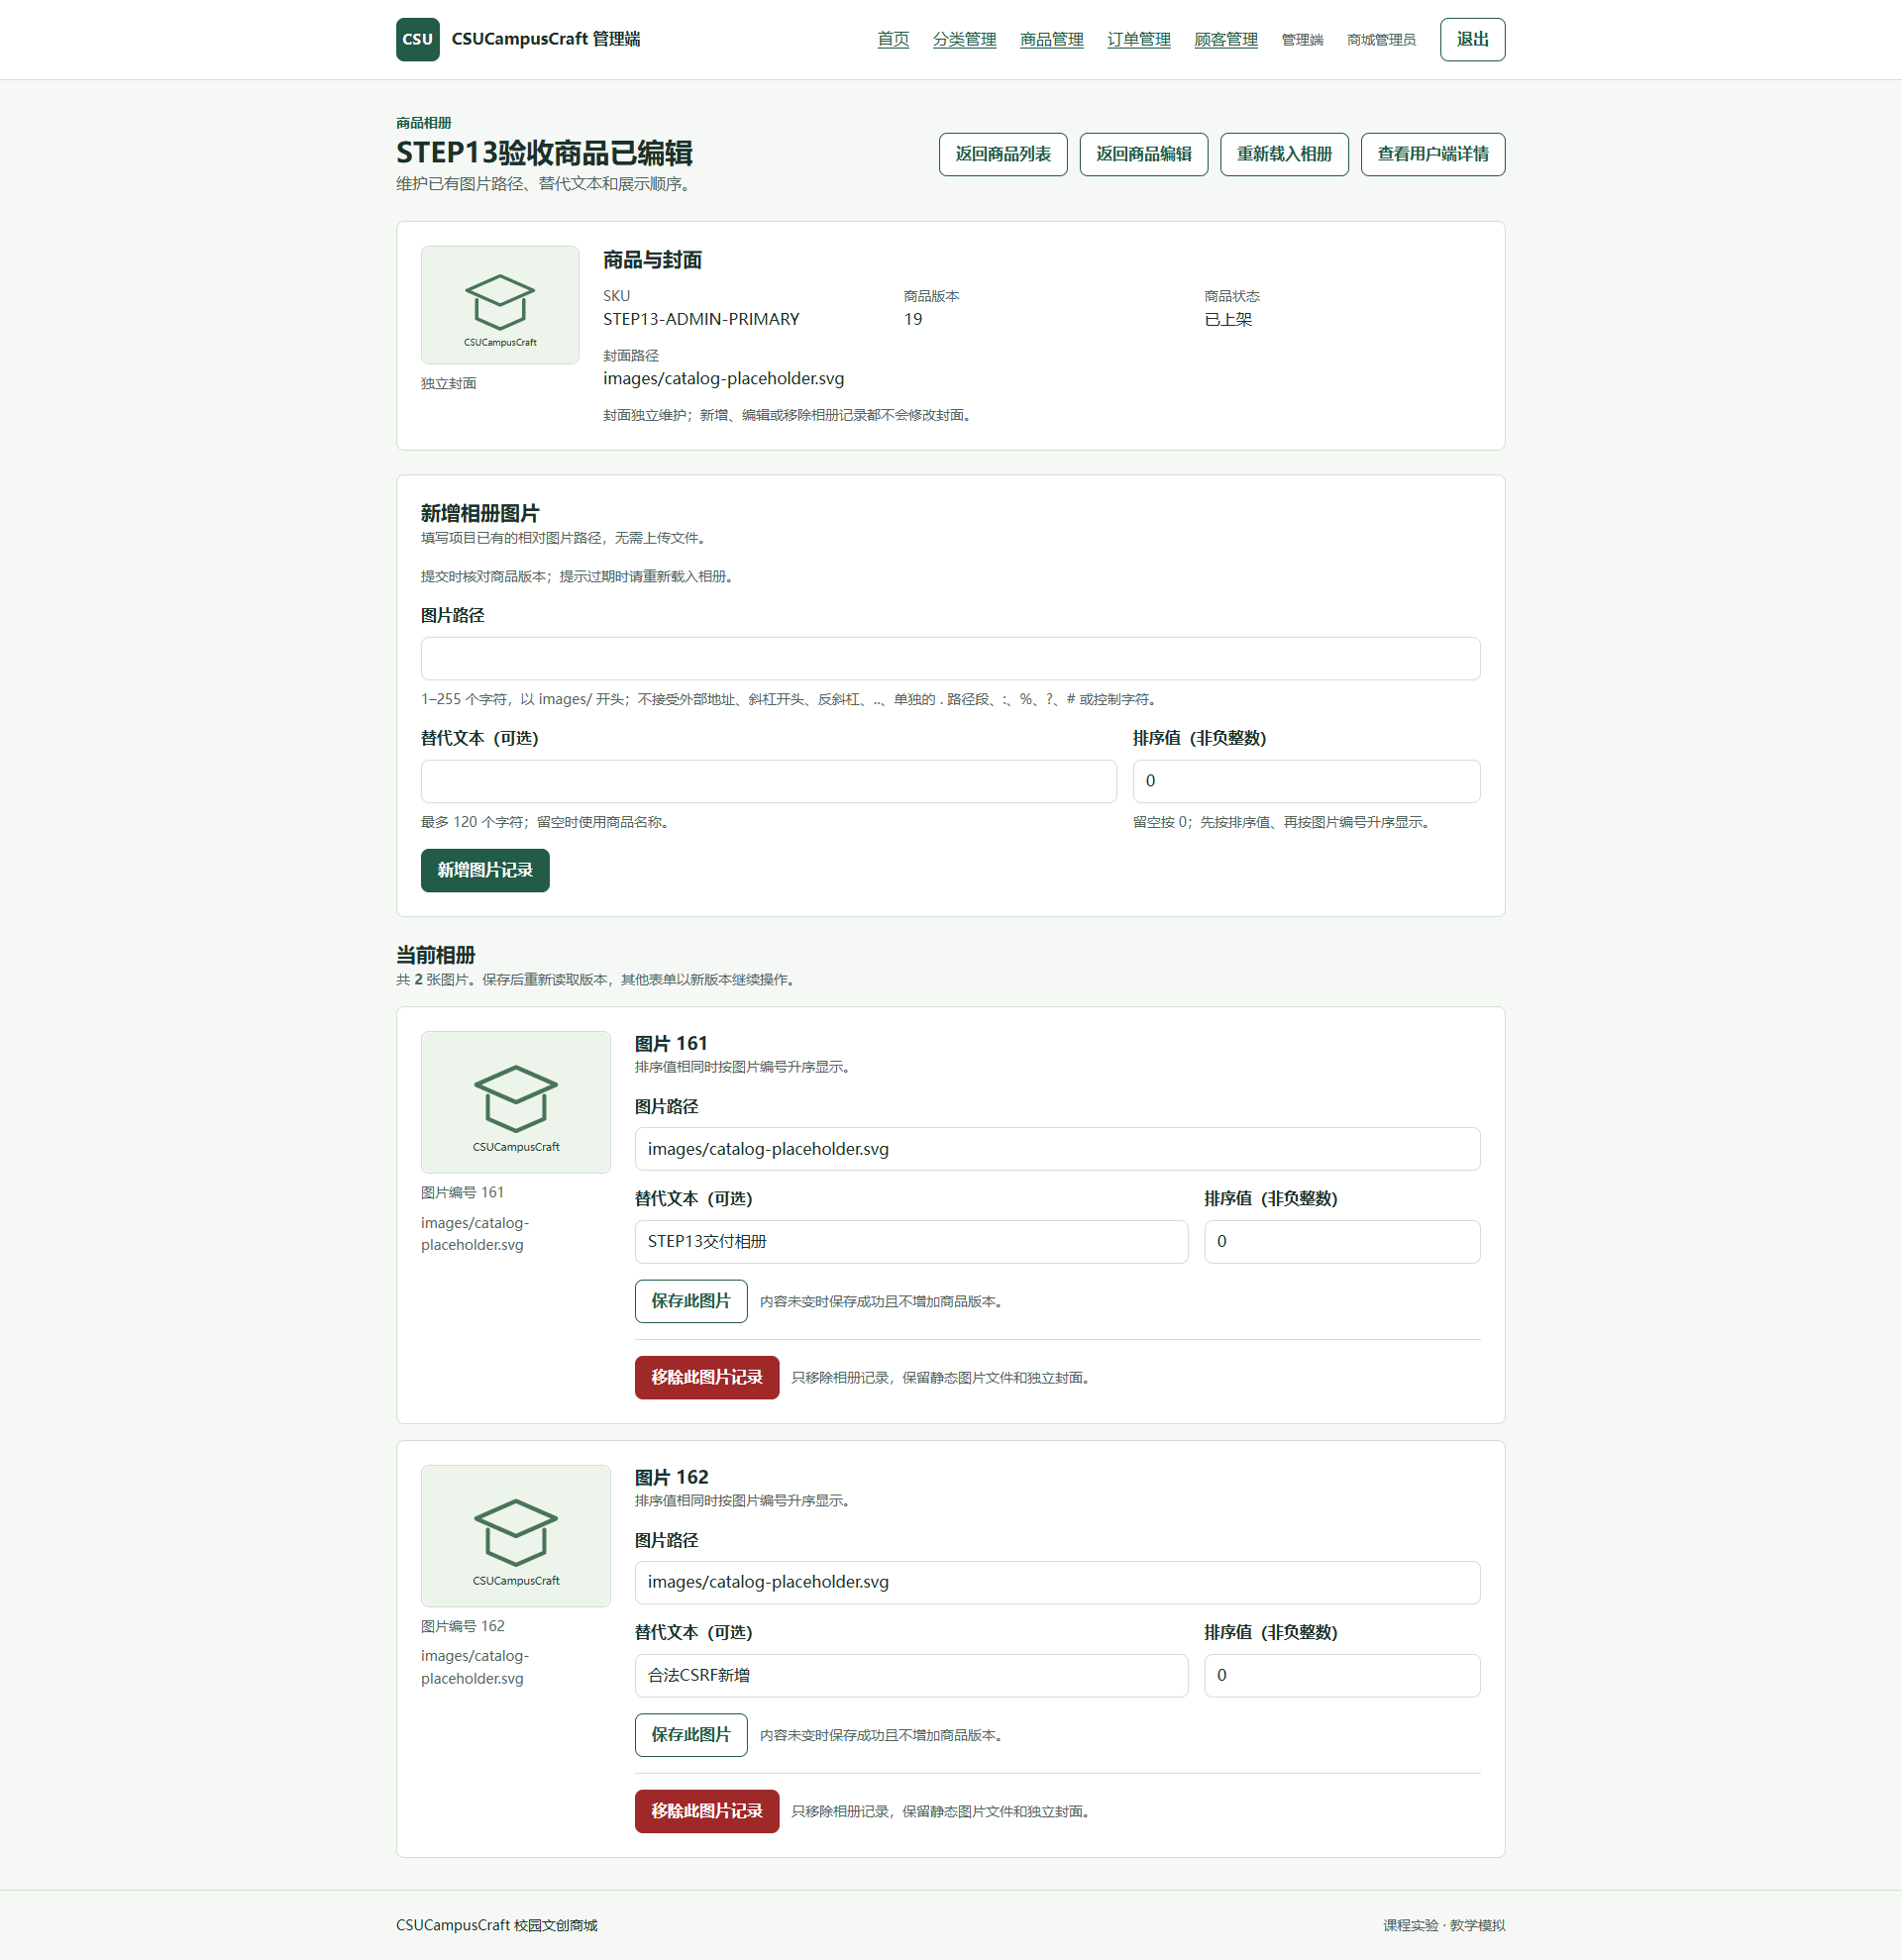 CSU CSUCampusCraft 管理端 首页 分类管理 商品管理 订单管理 顾客管理 管理端 商城管理员 退出
商品相册
STEP13验收商品已编辑
维护已有图片路径、替代文本和展示顺序。
返回商品列表 返回商品编辑 重新载入相册 查看用户端详情
CSUCampusCraft
独立封面
商品与封面
SKU 商品版本 商品状态
STEP13-ADMIN-PRIMARY 19 已上架
封面路径
images/catalog-placeholder.svg
封面独立维护；新增、编辑或移除相册记录都不会修改封面。
新增相册图片
填写项目已有的相对图片路径，无需上传文件。
提交时核对商品版本；提示过期时请重新载入相册。
图片路径
1–255 个字符，以 images/ 开头；不接受外部地址、斜杠开头、反斜杠、..、单独的 . 路径段、:、%、?、# 或控制字符。
替代文本（可选） 排序值（非负整数）
0
最多 120 个字符；留空时使用商品名称。 留空按 0；先按排序值、再按图片编号升序显示。
新增图片记录
当前相册
共 2 张图片。保存后重新读取版本，其他表单以新版本继续操作。
CSUCampusCraft
图片编号 161
images/catalog-
placeholder.svg
图片 161
排序值相同时按图片编号升序显示。
图片路径
images/catalog-placeholder.svg
替代文本（可选） 排序值（非负整数）
STEP13交付相册 0
保存此图片 内容未变时保存成功且不增加商品版本。
移除此图片记录 只移除相册记录，保留静态图片文件和独立封面。
CSUCampusCraft
图片编号 162
images/catalog-
placeholder.svg
图片 162
排序值相同时按图片编号升序显示。
图片路径
images/catalog-placeholder.svg
替代文本（可选） 排序值（非负整数）
合法CSRF新增 0
保存此图片 内容未变时保存成功且不增加商品版本。
移除此图片记录 只移除相册记录，保留静态图片文件和独立封面。
CSUCampusCraft 校园文创商城 课程实验 · 教学模拟